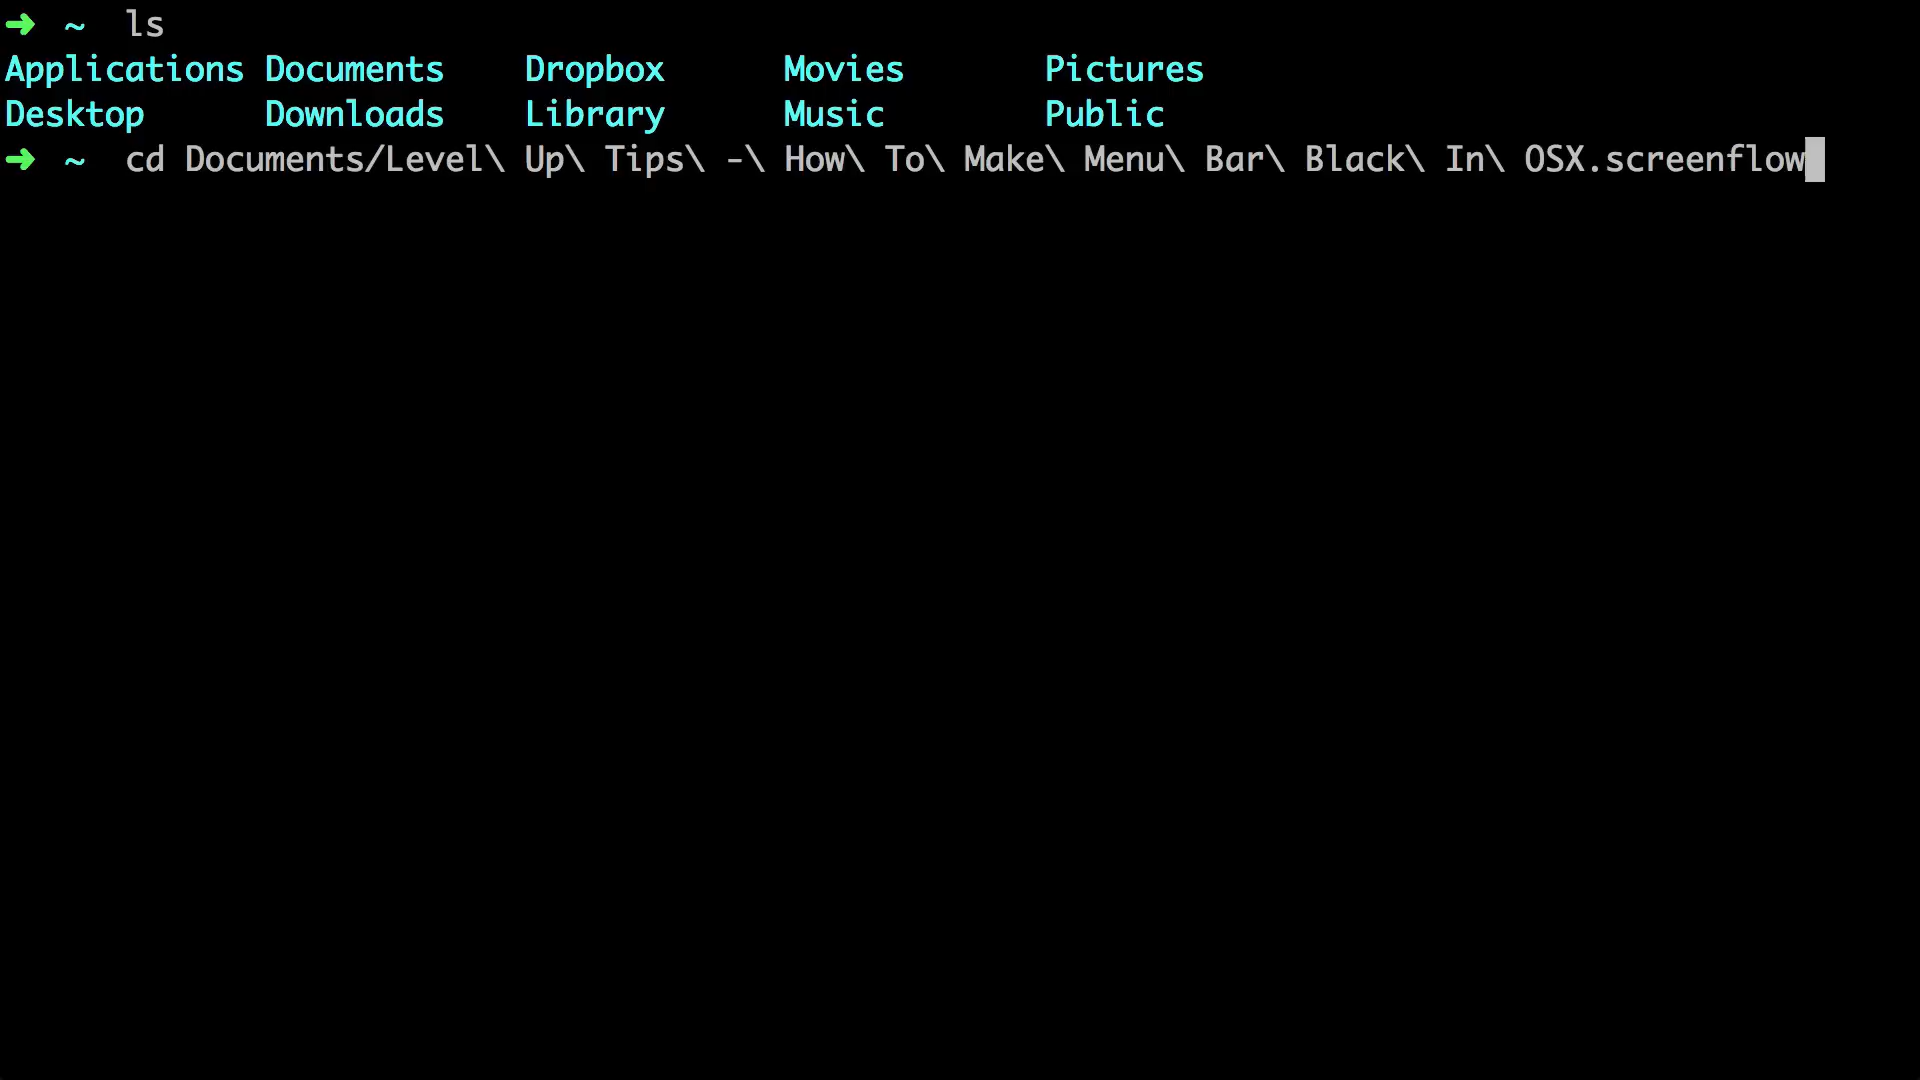 ➜ ~ ls
Applications Documents Dropbox Movies Pictures
Desktop Downloads Library Music Public
➜ ~ cd Documents/Level\ Up\ Tips\ -\ How\ To\ Make\ Menu\ Bar\ Black\ In\ OSX.screenflow